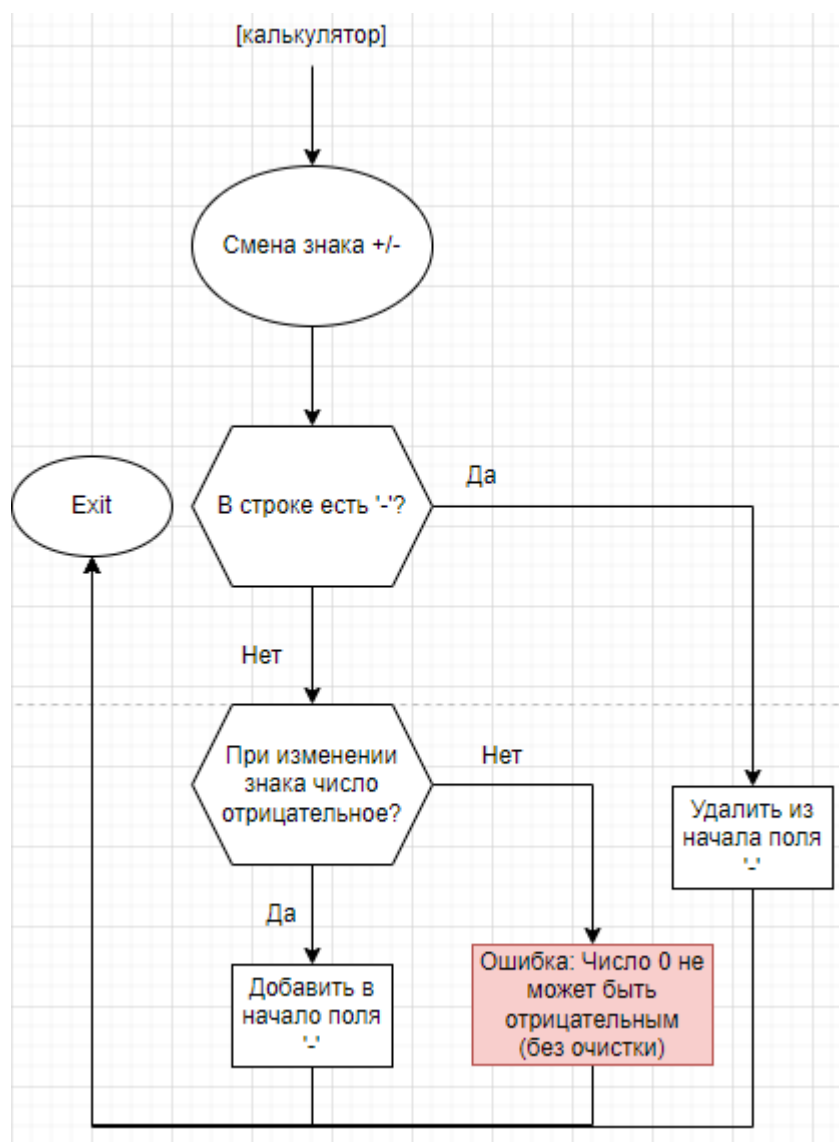 [калькулятор]
Смена знака +/-
В строке есть '-'?
Да
Exit
Нет
При изменении
знака число
отрицательное?
Нет
Удалить из
начала поля
'-'
Да
Добавить в
начало поля
'-'
Ошибка: Число 0 не
может быть
отрицательным
(без очистки)